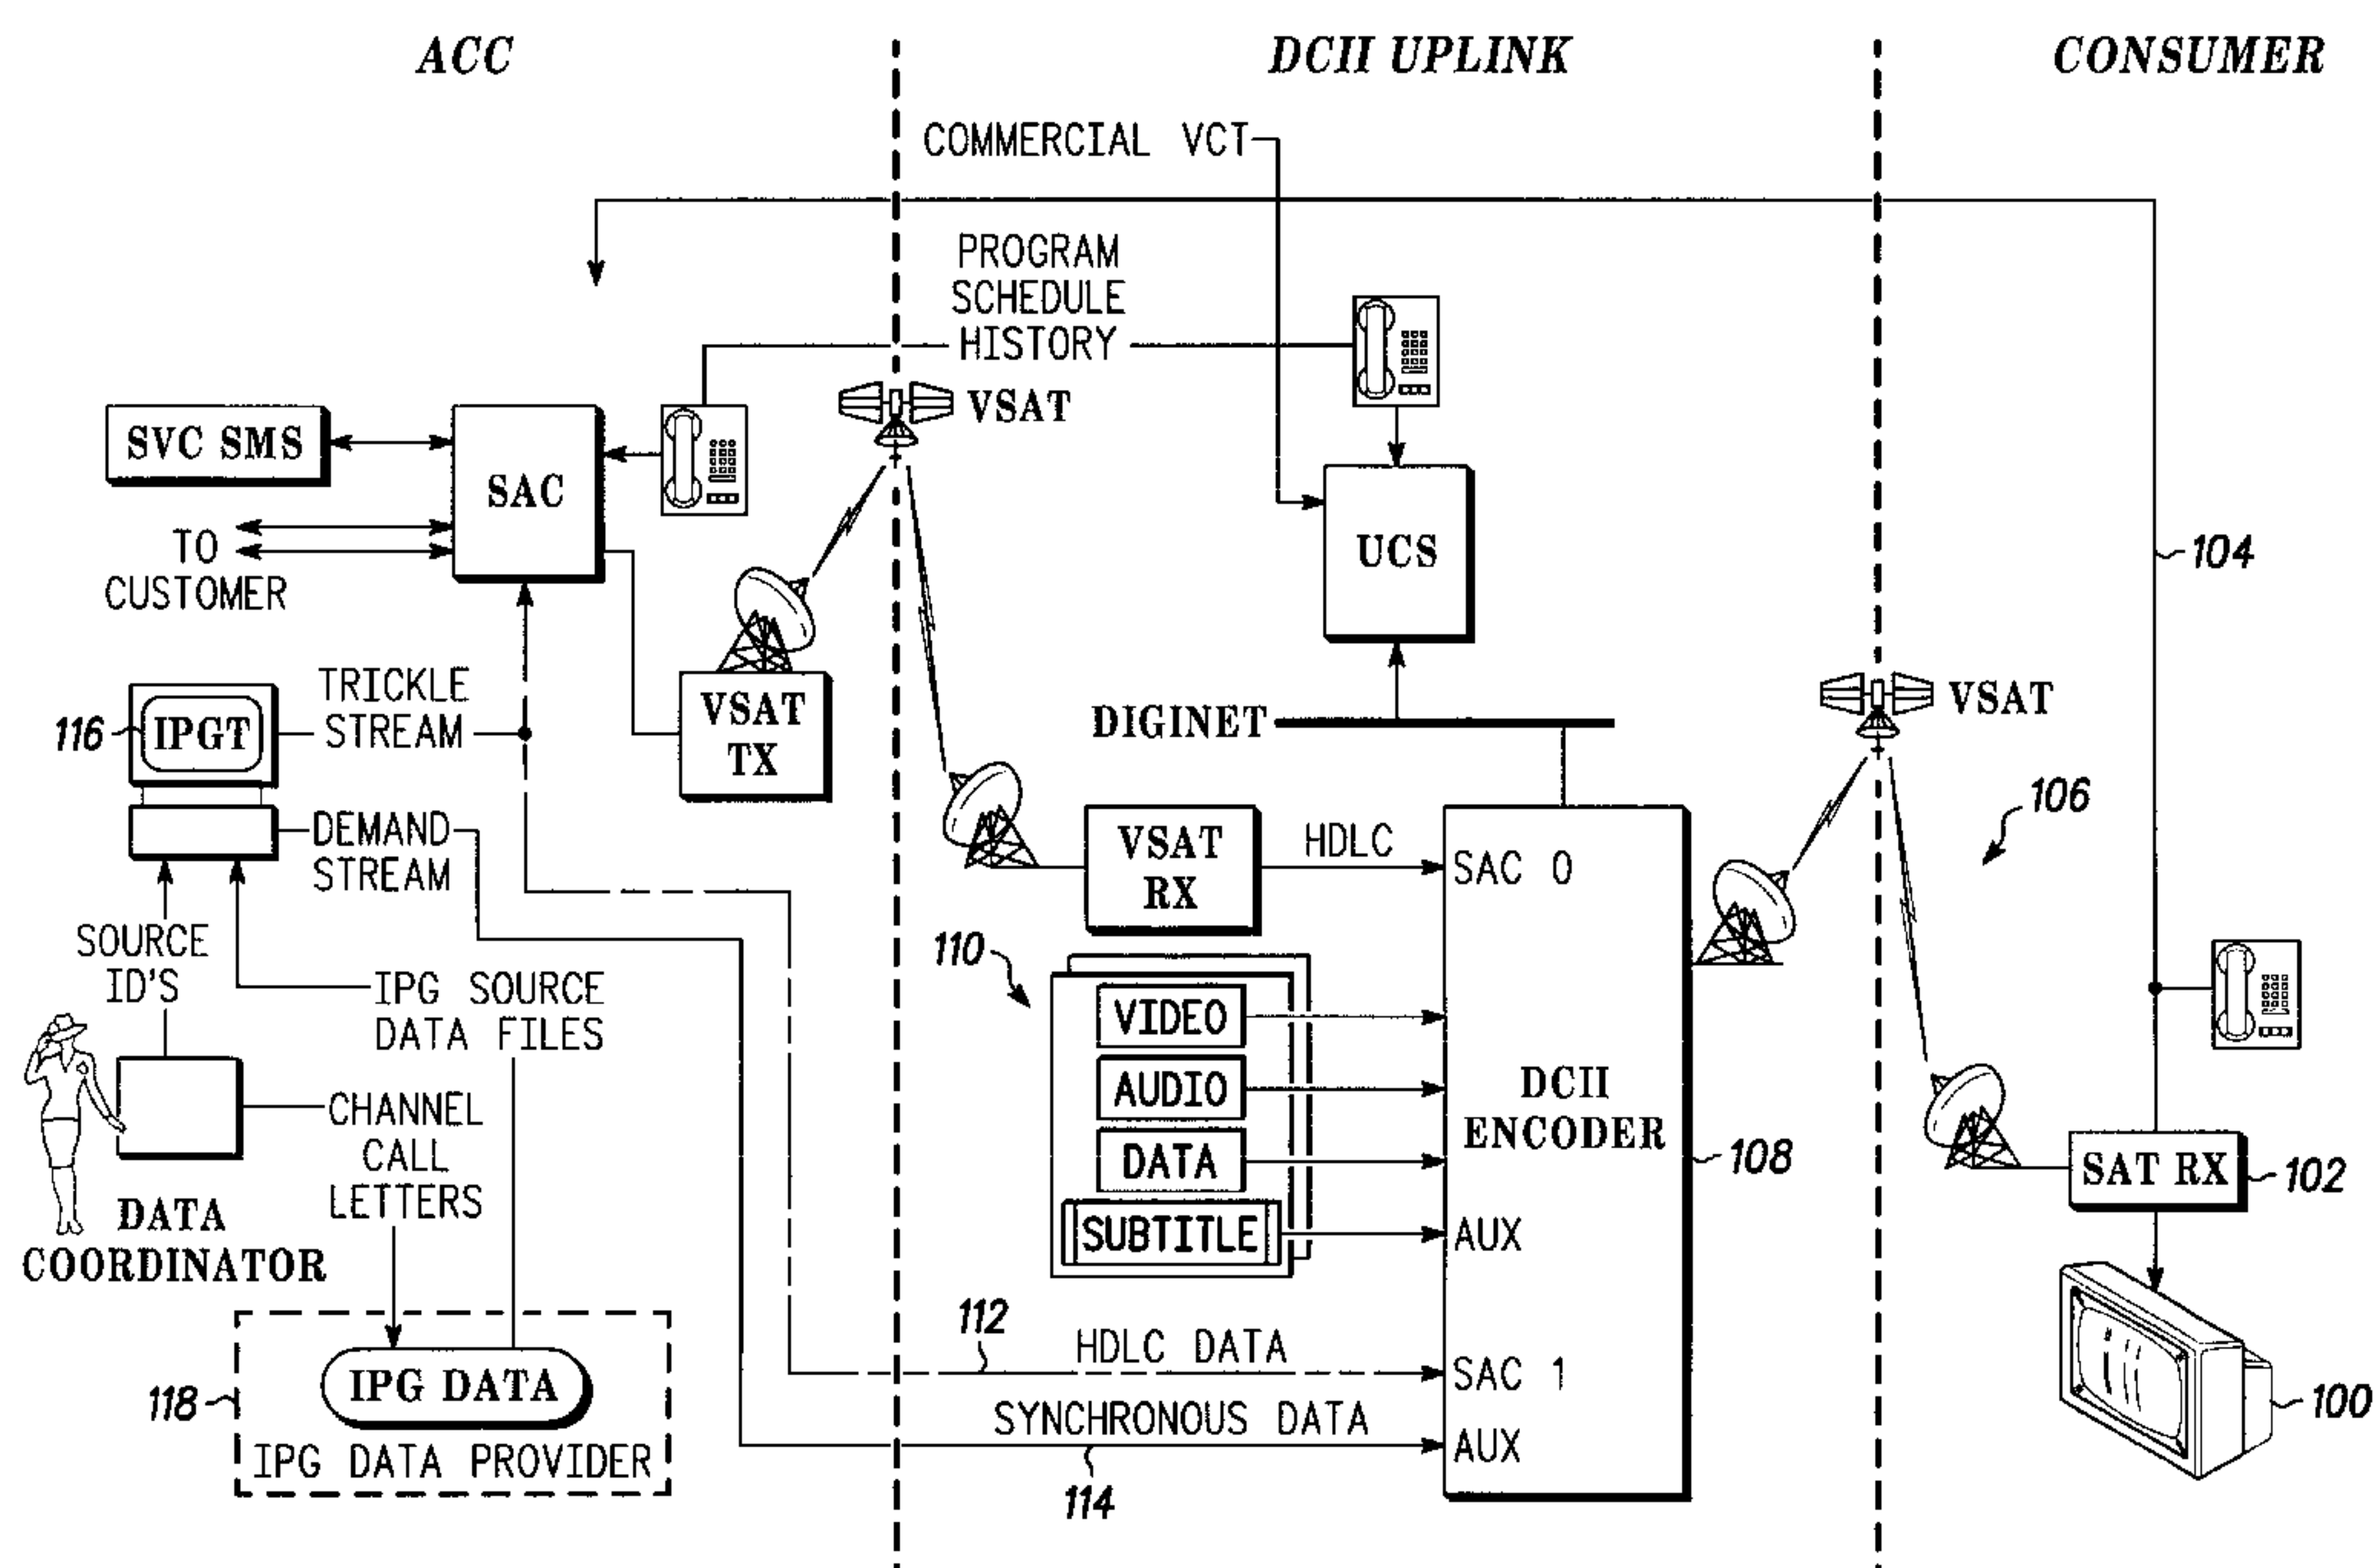 ACC
DCII UPLINK
CONSUMER
COMMERCIAL VCT
PROGRAM
SCHEDULE
HISTORY
VSAT
SVC SMS
SAC
TO
CUSTOMER
UCS
104
TRICKLE
STREAM
116
IPGT
VSAT
TX
DIGINET
VSAT
106
DEMAND
STREAM
VSAT
RX
HDLC
SAC 0
SOURCE
ID'S
IPG SOURCE
DATA FILES
110
VIDEO
AUDIO
DATA
SUBTITLE
DCII
ENCODER
108
AUX
CHANNEL
CALL
LETTERS
DATA
COORDINATOR
SAT RX
102
112
HDLC DATA
SAC 1
118
IPG DATA
IPG DATA PROVIDER
SYNCHRONOUS DATA
AUX
114
100